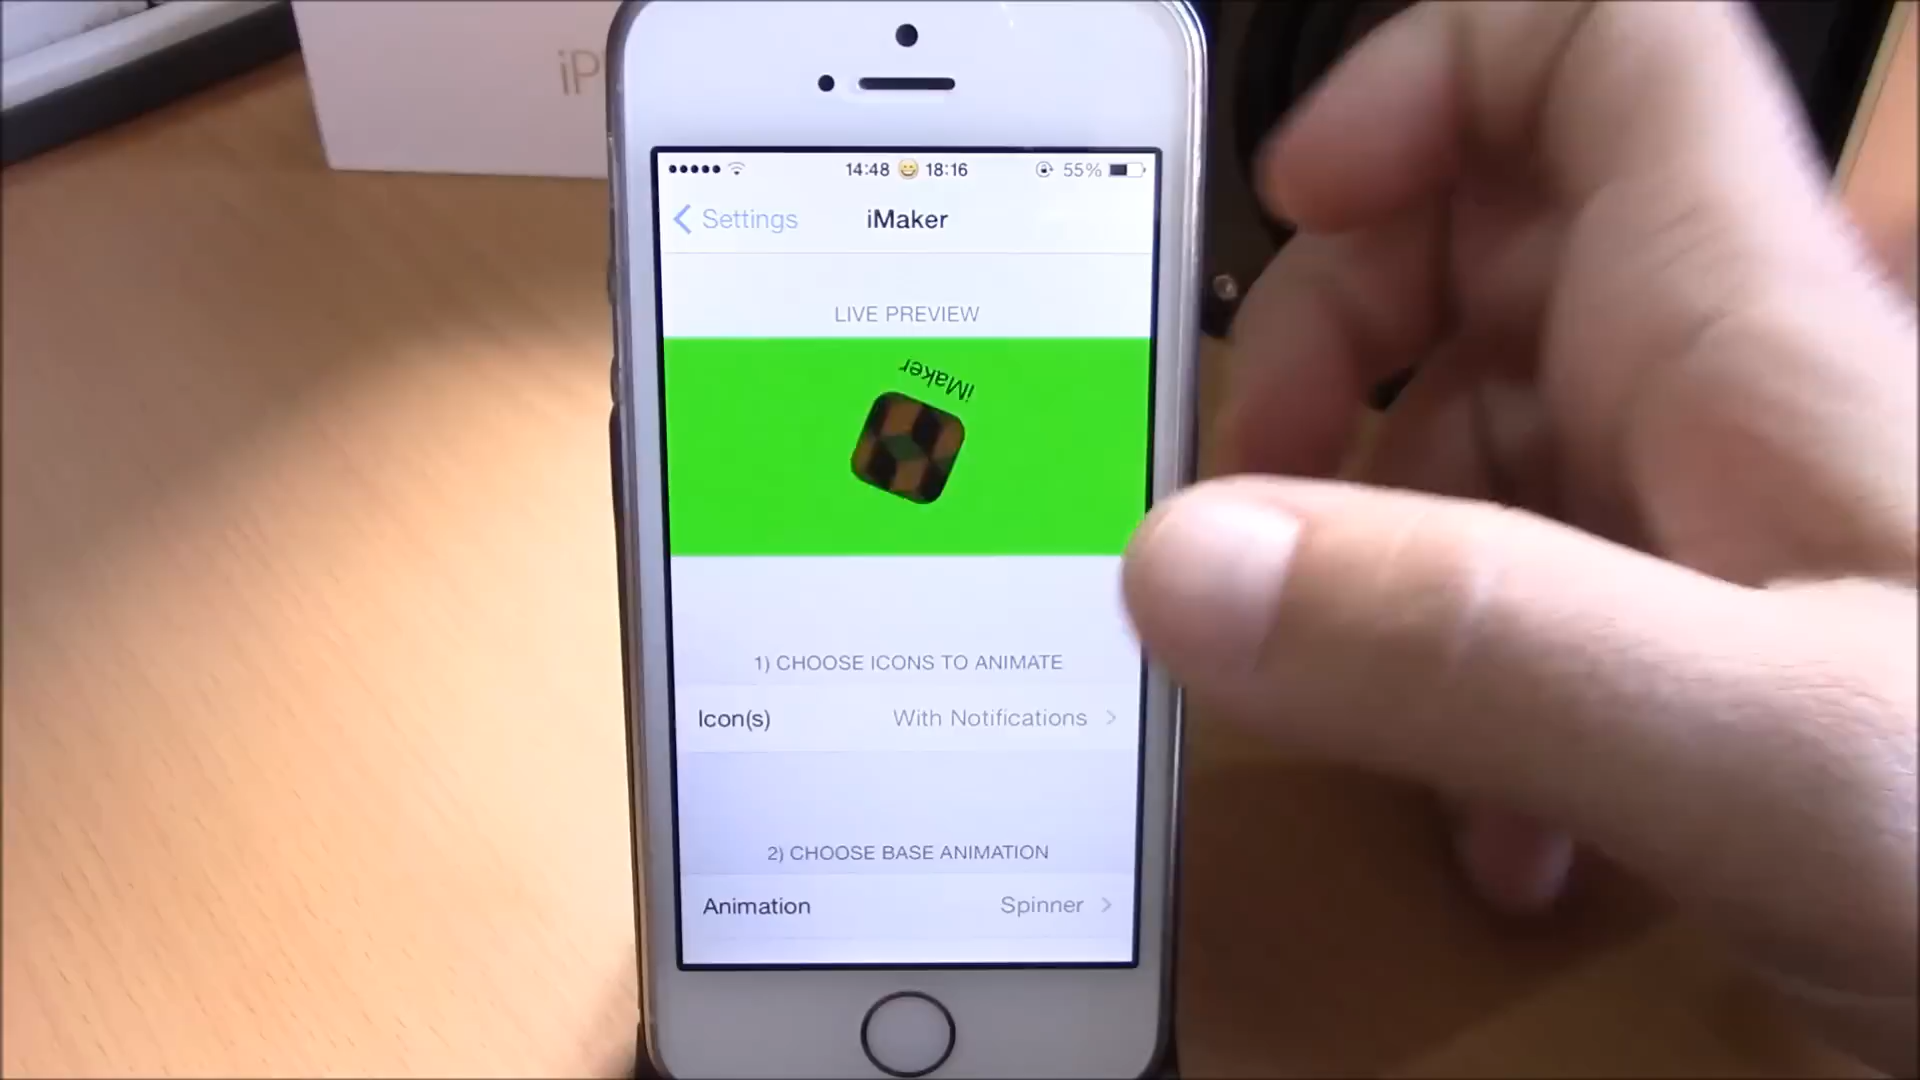 iP
14:48 😀 18:16 55%
Settings iMaker
LIVE PREVIEW
iMaker
1) CHOOSE ICONS TO ANIMATE
Icon(s) With Notifications
2) CHOOSE BASE ANIMATION
Animation Spinner